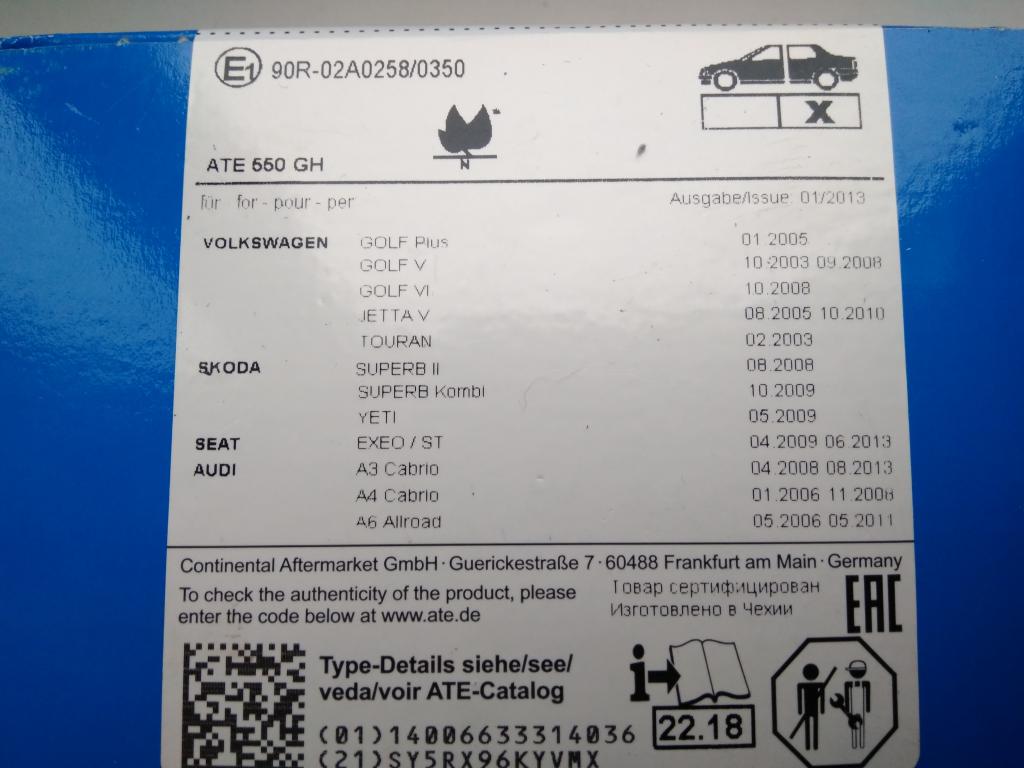 E1 90R-02A0258/0350
X
N
ATE 550 GH
für for - pour - per Ausgabe/Issue: 01/2013
VOLKSWAGEN GOLF Plus 01.2005
GOLF V 10.2003 09.2008
GOLF VI 10.2008
JETTA V 08.2005 10.2010
TOURAN 02.2003
SKODA SUPERB II 08.2008
SUPERB Kombi 10.2009
YETI 05.2009
SEAT EXEO / ST 04.2009 06.2013
AUDI A3 Cabrio 04.2008 08.2013
A4 Cabrio 01.2006 11.2008
A6 Allroad 05.2006 05.2011
Continental Aftermarket GmbH · Guerickestraße 7 · 60488 Frankfurt am Main · Germany
To check the authenticity of the product, please
enter the code below at www.ate.de
Товар сертифицирован
Изготовлено в Чехии
EAC
Type-Details siehe/see/
veda/voir ATE-Catalog
i
22.18
(01)14006633314036
(21)SY5RX96KYVMX